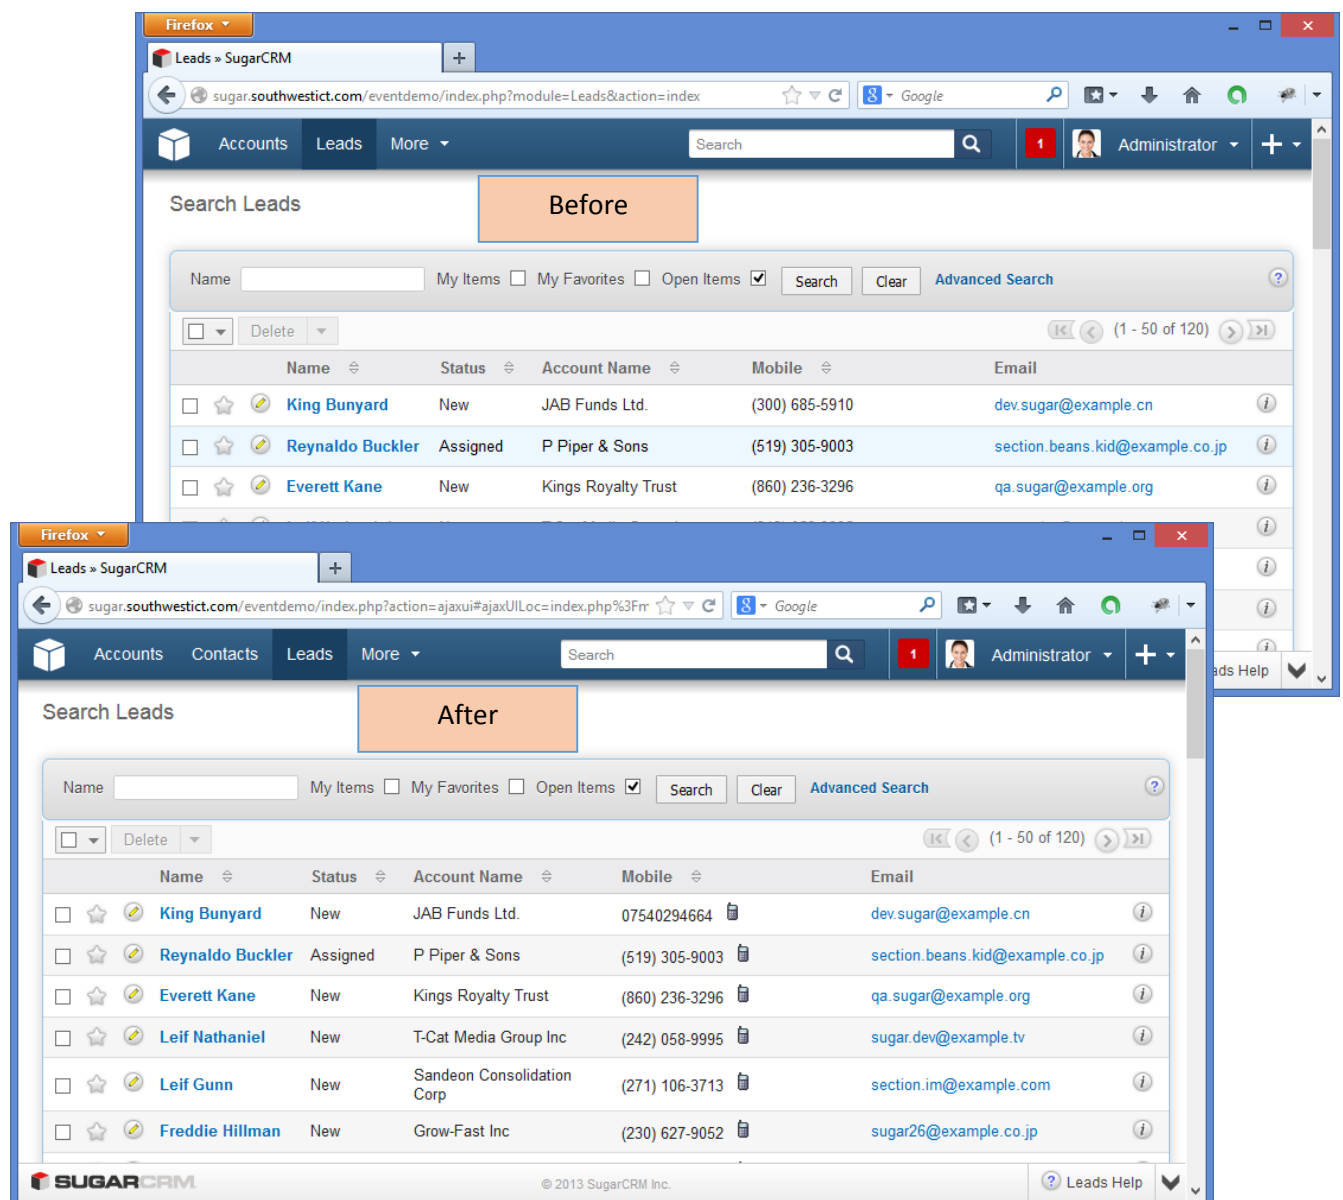 Firefox
Leads » SugarCRM
sugar.southwestict.com/eventdemo/index.php?module=Leads&action=index
Google
Accounts Leads More Search 1 Administrator
Search Leads
Before
Name My Items My Favorites Open Items Search Clear Advanced Search ?
Delete (1 - 50 of 120)
Name Status Account Name Mobile Email
King Bunyard New JAB Funds Ltd. (300) 685-5910 dev.sugar@example.cn
Reynaldo Buckler Assigned P Piper & Sons (519) 305-9003 section.beans.kid@example.co.jp
Everett Kane New Kings Royalty Trust (860) 236-3296 qa.sugar@example.org
ads Help
Firefox
Leads » SugarCRM
sugar.southwestict.com/eventdemo/index.php?action=ajaxui#ajaxUILoc=index.php%3Fm
Google
Accounts Contacts Leads More Search 1 Administrator
Search Leads
After
Name My Items My Favorites Open Items Search Clear Advanced Search ?
Delete (1 - 50 of 120)
Name Status Account Name Mobile Email
King Bunyard New JAB Funds Ltd. 07540294664 dev.sugar@example.cn
Reynaldo Buckler Assigned P Piper & Sons (519) 305-9003 section.beans.kid@example.co.jp
Everett Kane New Kings Royalty Trust (860) 236-3296 qa.sugar@example.org
Leif Nathaniel New T-Cat Media Group Inc (242) 058-9995 sugar.dev@example.tv
Leif Gunn New Sandeon Consolidation (271) 106-3713 section.im@example.com
Corp
Freddie Hillman New Grow-Fast Inc (230) 627-9052 sugar26@example.co.jp
SUGARCRM © 2013 SugarCRM Inc. ? Leads Help